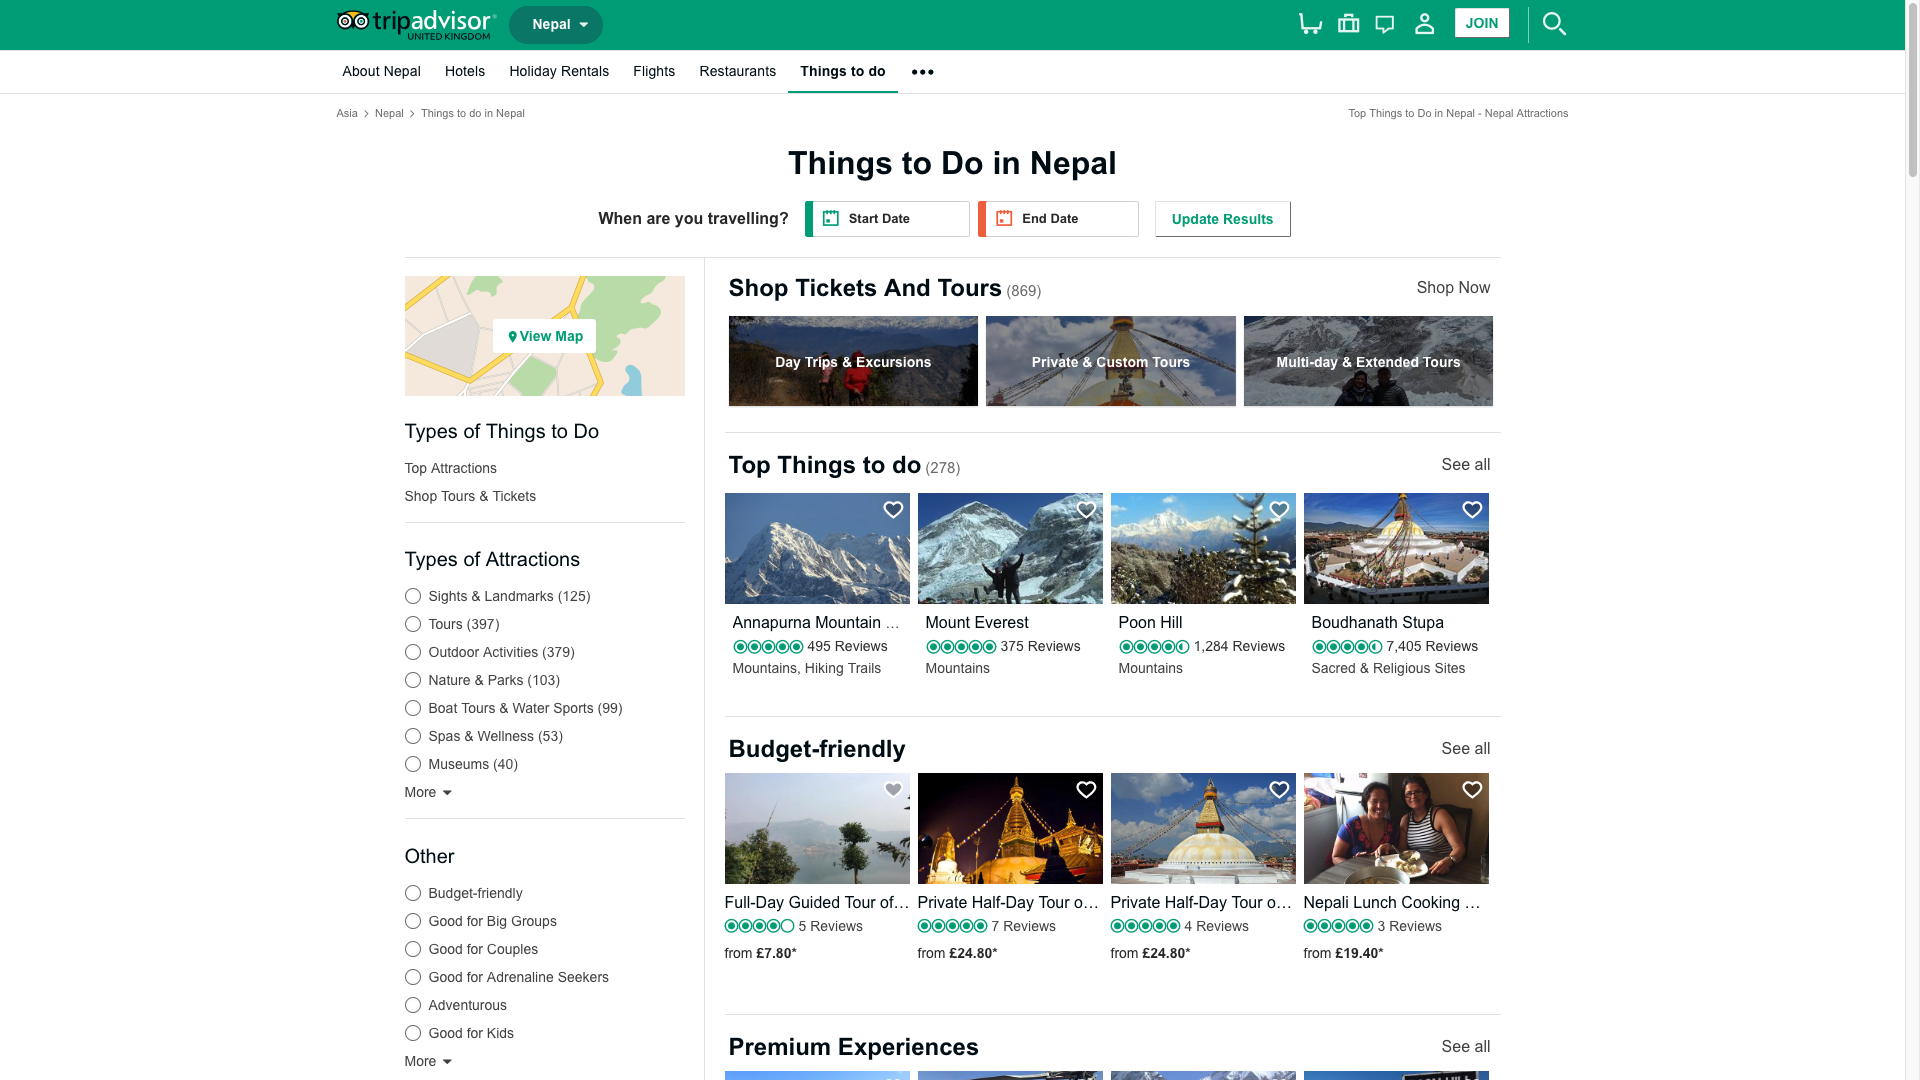 tripadvisor
UNITED KINGDOM
Nepal
JOIN
About Nepal
Hotels
Holiday Rentals
Flights
Restaurants
Things to do
Asia
Nepal
Things to do in Nepal
Top Things to Do in Nepal - Nepal Attractions
Things to Do in Nepal
When are you travelling?
Start Date
End Date
Update Results
View Map
Types of Things to Do
Top Attractions
Shop Tours & Tickets
Types of Attractions
Sights & Landmarks (125)
Tours (397)
Outdoor Activities (379)
Nature & Parks (103)
Boat Tours & Water Sports (99)
Spas & Wellness (53)
Museums (40)
More
Other
Budget-friendly
Good for Big Groups
Good for Couples
Good for Adrenaline Seekers
Adventurous
Good for Kids
More
Shop Tickets And Tours (869)
Shop Now
Day Trips & Excursions
Private & Custom Tours
Multi-day & Extended Tours
Top Things to do (278)
See all
Annapurna Mountain ...
495 Reviews
Mountains, Hiking Trails
Mount Everest
375 Reviews
Mountains
Poon Hill
1,284 Reviews
Mountains
Boudhanath Stupa
7,405 Reviews
Sacred & Religious Sites
Budget-friendly
See all
Full-Day Guided Tour of...
5 Reviews
from £7.80*
Private Half-Day Tour o...
7 Reviews
from £24.80*
Private Half-Day Tour o...
4 Reviews
from £24.80*
Nepali Lunch Cooking ...
3 Reviews
from £19.40*
Premium Experiences
See all